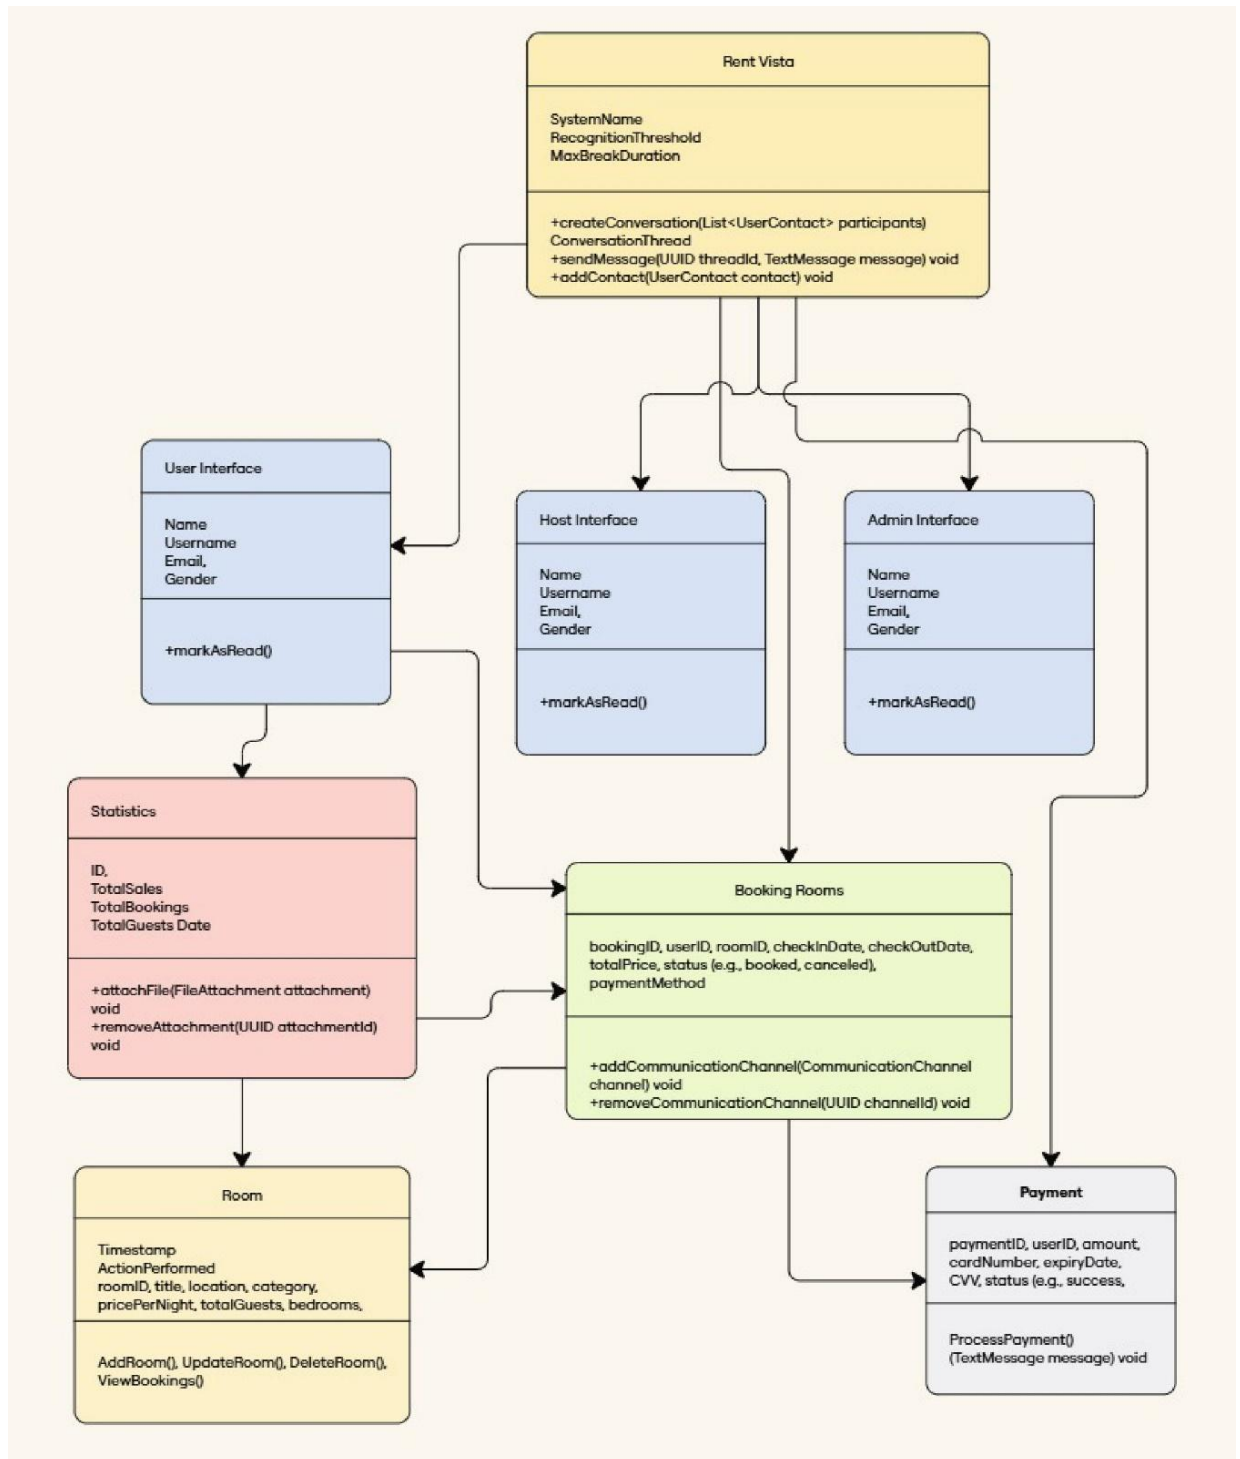 Rent Vista
SystemName
RecognitionThreshold
MaxBreakDuration
+createConversation(List<UserContact> participants)
ConversationThread
+sendMessage(UUID threadId, TextMessage message) void
+addContact(UserContact contact) void
User Interface
Name
Username
Email,
Gender
+markAsRead()
Host Interface
Name
Username
Email,
Gender
+markAsRead()
Admin Interface
Name
Username
Email,
Gender
+markAsRead()
Statistics
ID,
TotalSales
TotalBookings
TotalGuests Date
+attachFile(FileAttachment attachment)
void
+removeAttachment(UUID attachmentId)
void
Booking Rooms
bookingID, userID, roomID, checkInDate, checkOutDate,
totalPrice, status (e.g., booked, canceled),
paymentMethod
+addCommunicationChannel(CommunicationChannel
channel) void
+removeCommunicationChannel(UUID channelId) void
Room
Timestamp
ActionPerformed
roomID, title, location, category,
pricePerNight, totalGuests, bedrooms,
AddRoom(), UpdateRoom(), DeleteRoom(),
ViewBookings()
Payment
paymentID, userID, amount,
cardNumber, expiryDate,
CVV, status (e.g., success,
ProcessPayment()
(TextMessage message) void